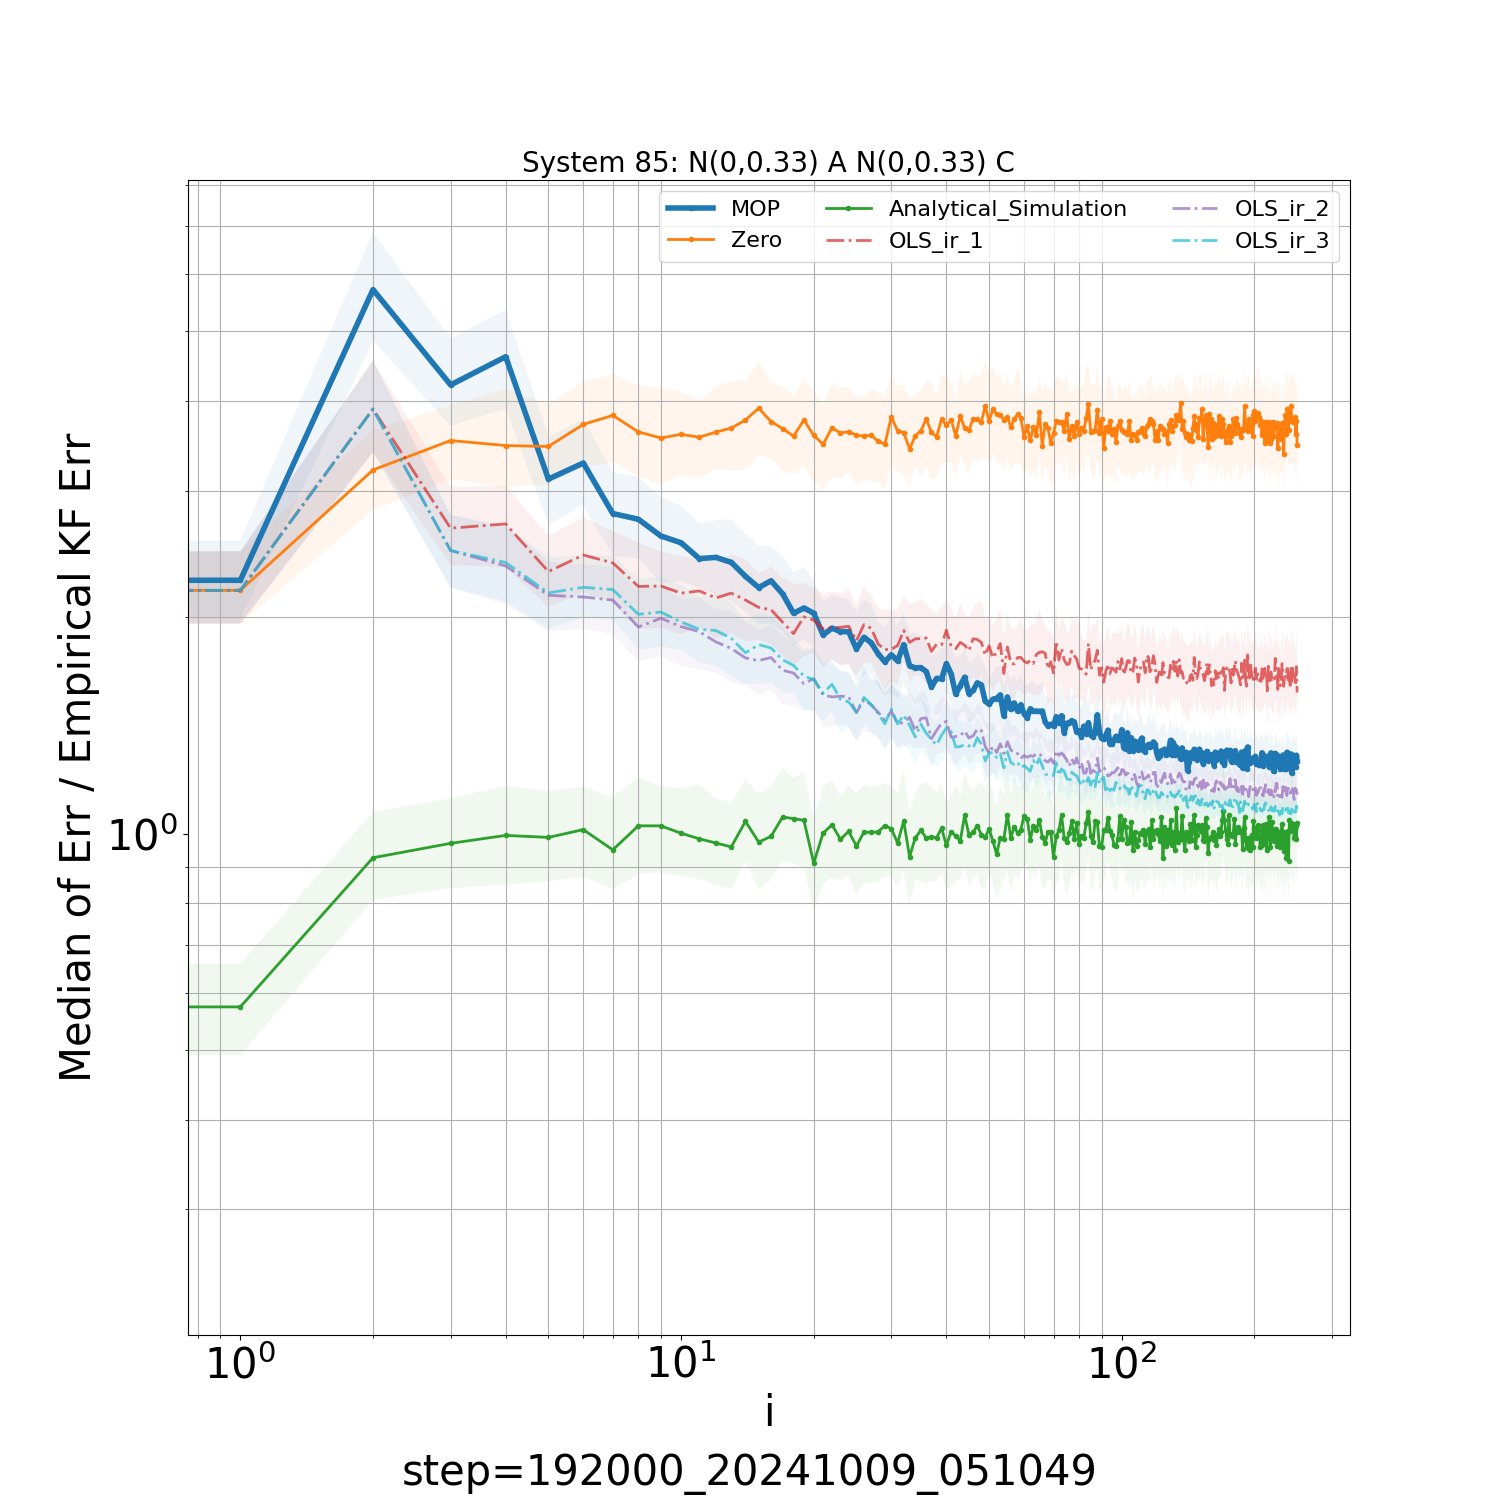 System 85: N(0,0.33) A N(0,0.33) C
MOP
Zero
Analytical_Simulation
OLS_ir_1
OLS_ir_2
OLS_ir_3
Median of Err / Empirical KF Err
10⁰
10⁰
10¹
10²
i
step=192000_20241009_051049